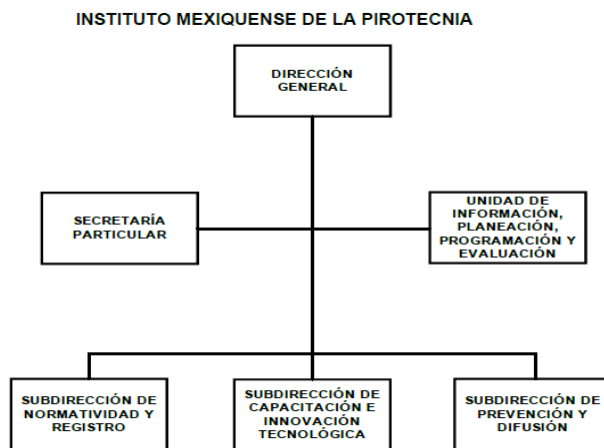 INSTITUTO MEXIQUENSE DE LA PIROTECNIA
DIRECCIÓN
GENERAL
SECRETARÍA
PARTICULAR
UNIDAD DE
INFORMACIÓN,
PLANEACIÓN,
PROGRAMACIÓN Y
EVALUACIÓN
SUBDIRECCIÓN DE
NORMATIVIDAD Y
REGISTRO
SUBDIRECCIÓN DE
CAPACITACIÓN E
INNOVACIÓN
TECNOLÓGICA
SUBDIRECCIÓN DE
PREVENCIÓN Y
DIFUSIÓN